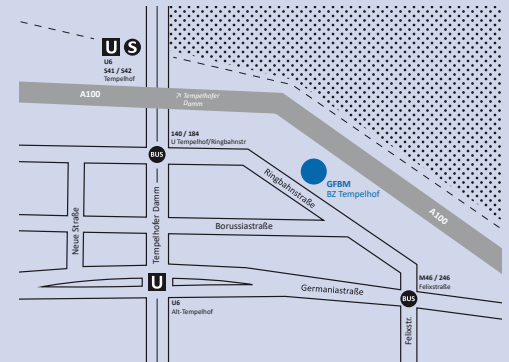 U S
U6
S41 / S42
Tempelhof
A100
↗ Tempelhofer
Damm
140 / 184
U Tempelhof/Ringbahnstr
BUS
Ringbahnstraße
GFBM
BZ Tempelhof
A100
Neue Straße
Tempelhofer Damm
Borussiastraße
U
U6
Alt-Tempelhof
Germaniastraße
M46 / 246
Felixstraße
BUS
Felixstr.